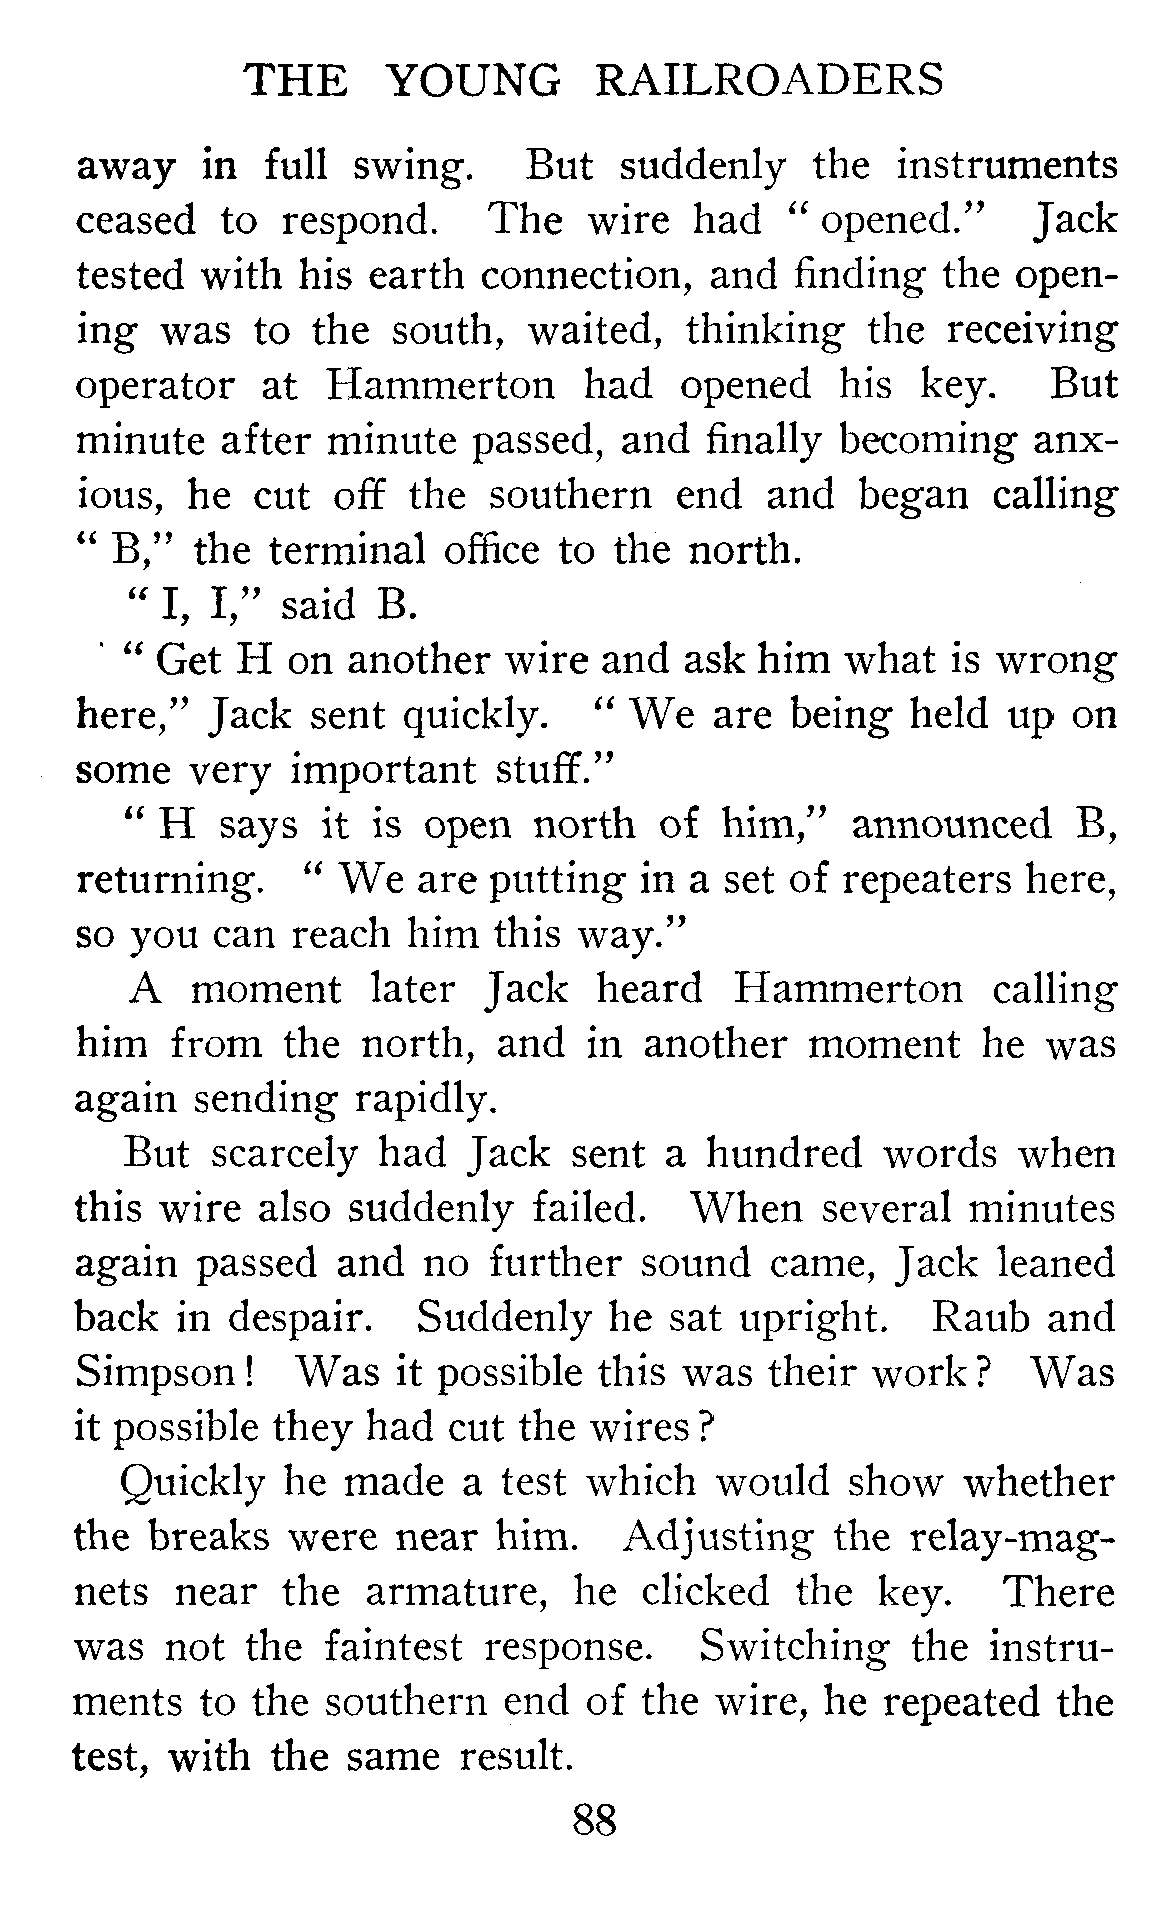 THE YOUNG RAILROADERS
away in full swing. But suddenly the instruments
ceased to respond. The wire had “ opened.” Jack
tested with his earth connection, and finding the open-
ing was to the south, waited, thinking the receiving
operator at Hammerton had opened his key. But
minute after minute passed, and finally becoming anx-
ious, he cut off the southern end and began calling
“ B,” the terminal office to the north.
“ I, I,” said B.
“ Get H on another wire and ask him what is wrong
here,” Jack sent quickly. “ We are being held up on
some very important stuff.”
“ H says it is open north of him,” announced B,
returning. “ We are putting in a set of repeaters here,
so you can reach him this way.”
A moment later Jack heard Hammerton calling
him from the north, and in another moment he was
again sending rapidly.
But scarcely had Jack sent a hundred words when
this wire also suddenly failed. When several minutes
again passed and no further sound came, Jack leaned
back in despair. Suddenly he sat upright. Raub and
Simpson ! Was it possible this was their work ? Was
it possible they had cut the wires ?
Quickly he made a test which would show whether
the breaks were near him. Adjusting the relay-mag-
nets near the armature, he clicked the key. There
was not the faintest response. Switching the instru-
ments to the southern end of the wire, he repeated the
test, with the same result.
88